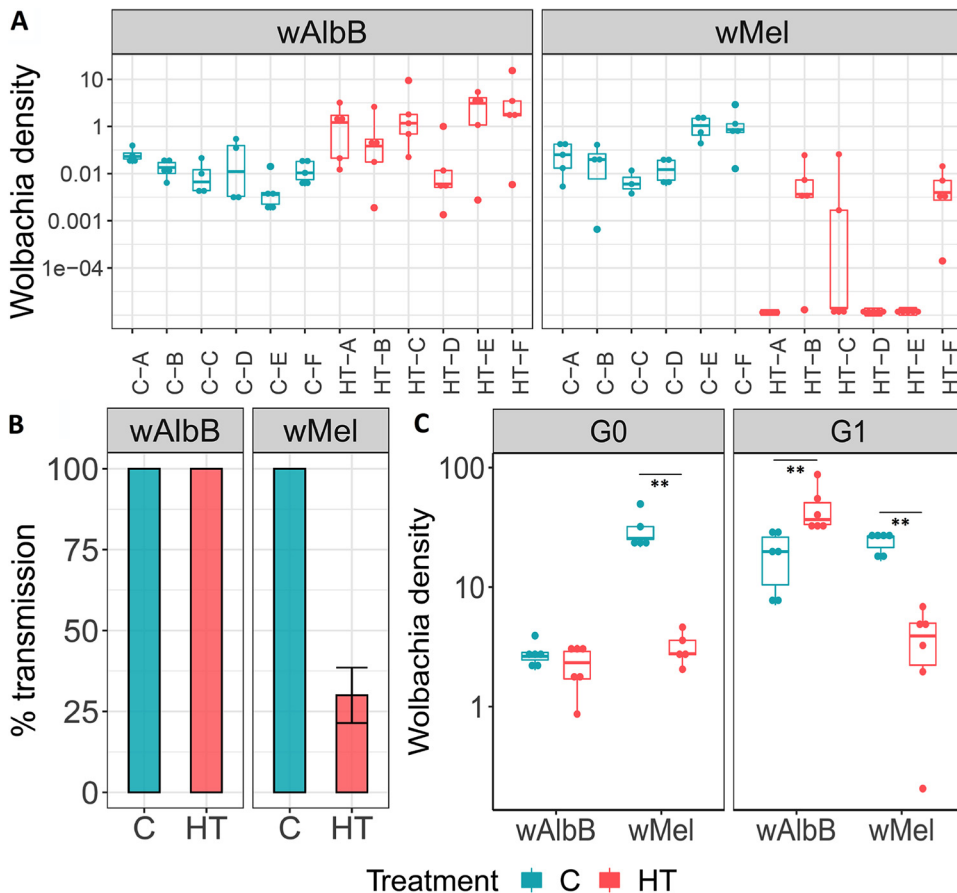 A
wAlbB
wMel
Wolbachia density
10
1
0.01
0.001
1e−04
C−A
C−B
C−C
C−D
C−E
C−F
HT−A
HT−B
HT−C
HT−D
HT−E
HT−F
C−A
C−B
C−C
C−D
C−E
C−F
HT−A
HT−B
HT−C
HT−D
HT−E
HT−F
B
wAlbB
wMel
% transmission
100
75
50
25
0
C
HT
C
HT
C
G0
G1
Wolbachia density
100
10
1
**
**
**
wAlbB
wMel
wAlbB
wMel
Treatment C HT